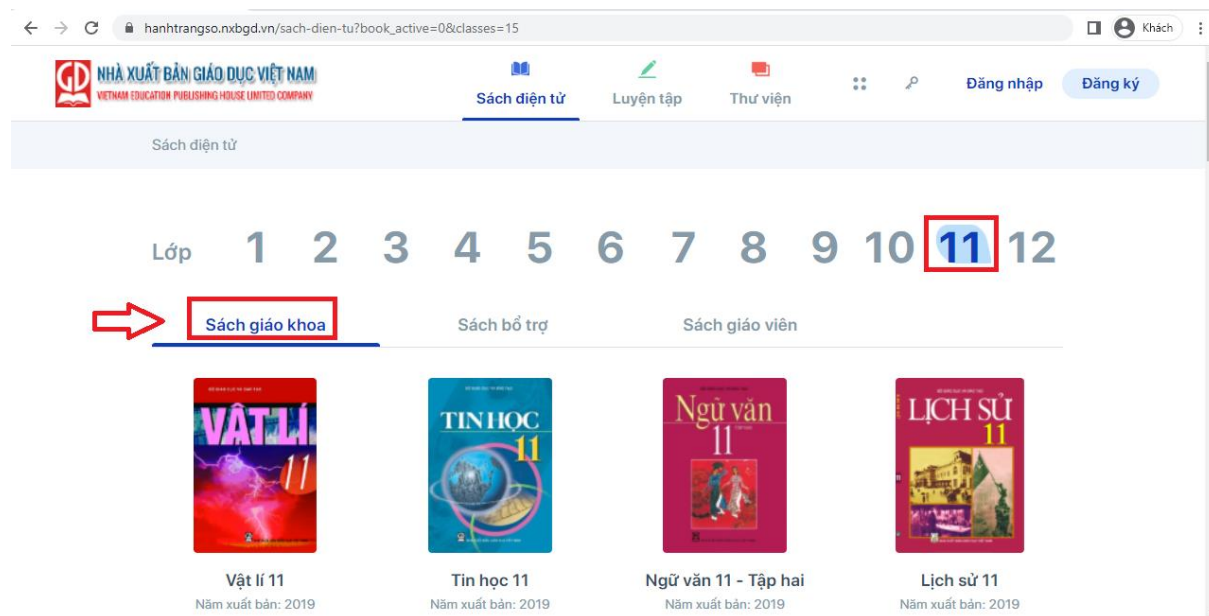 hanhtrangso.nxbgd.vn/sach-dien-tu?book_active=0&classes=15
Khách
GD NHÀ XUẤT BẢN GIÁO DỤC VIỆT NAM
VIETNAM EDUCATION PUBLISHING HOUSE LIMITED COMPANY
Sách điện tử Luyện tập Thư viện Đăng nhập Đăng ký
Sách điện tử
Lớp 1 2 3 4 5 6 7 8 9 10 11 12
Sách giáo khoa Sách bổ trợ Sách giáo viên
VẬT LÍ
11
TIN HỌC
11
Ngữ văn
11
LỊCH SỬ
11
Vật lí 11 Tin học 11 Ngữ văn 11 - Tập hai Lịch sử 11
Năm xuất bản: 2019 Năm xuất bản: 2019 Năm xuất bản: 2019 Năm xuất bản: 2019